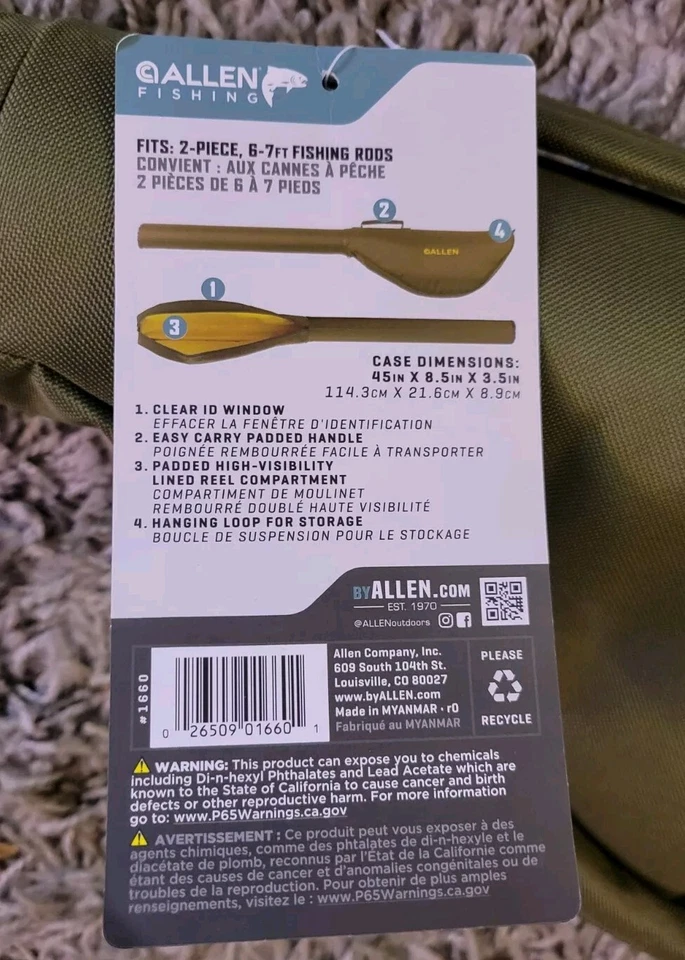 ALLEN
FISHING
FITS: 2-PIECE, 6-7FT FISHING RODS
CONVIENT : AUX CANNES À PÊCHE
2 PIÈCES DE 6 À 7 PIEDS
2
4
ALLEN
1
3
CASE DIMENSIONS:
45IN X 8.5IN X 3.5IN
114.3CM X 21.6CM X 8.9CM
1. CLEAR ID WINDOW
EFFACER LA FENÊTRE D'IDENTIFICATION
2. EASY CARRY PADDED HANDLE
POIGNÉE REMBOURRÉE FACILE À TRANSPORTER
3. PADDED HIGH-VISIBILITY
LINED REEL COMPARTMENT
COMPARTIMENT DE MOULINET
REMBOURRÉ DOUBLÉ HAUTE VISIBILITÉ
4. HANGING LOOP FOR STORAGE
BOUCLE DE SUSPENSION POUR LE STOCKAGE
BYALLEN.COM
EST. 1970
@ALLENoutdoors
#1660
0 26509 01660 1
Allen Company, Inc.
609 South 104th St.
Louisville, CO 80027
www.byALLEN.com
Made in MYANMAR • r0
Fabriqué au MYANMAR
PLEASE
RECYCLE
WARNING: This product can expose you to chemicals
including Di-n-hexyl Phthalates and Lead Acetate which are
known to the State of California to cause cancer and birth
defects or other reproductive harm. For more information
go to: www.P65Warnings.ca.gov
AVERTISSEMENT : Ce produit peut vous exposer à des
agents chimiques, comme des phtalates de di-n-hexyle et le
diacétate de plomb, reconnus par l'État de la Californie comme
étant des causes de cancer et d'anomalies congénitales ou de
troubles de la reproduction. Pour obtenir de plus amples
renseignements, visitez le : www.P65Warnings.ca.gov